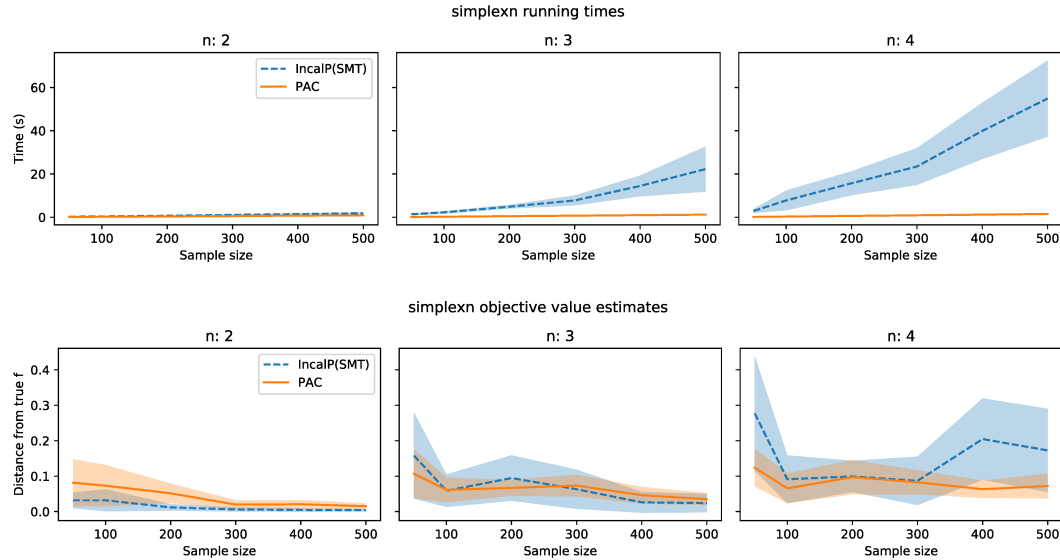 simplexn running times
n: 2
n: 3
n: 4
Time (s)
60
40
20
0
IncalP(SMT)
PAC
100 200 300 400 500
100 200 300 400 500
100 200 300 400 500
Sample size
Sample size
Sample size
simplexn objective value estimates
n: 2
n: 3
n: 4
Distance from true f
0.4
0.3
0.2
0.1
0.0
IncalP(SMT)
PAC
100 200 300 400 500
100 200 300 400 500
100 200 300 400 500
Sample size
Sample size
Sample size